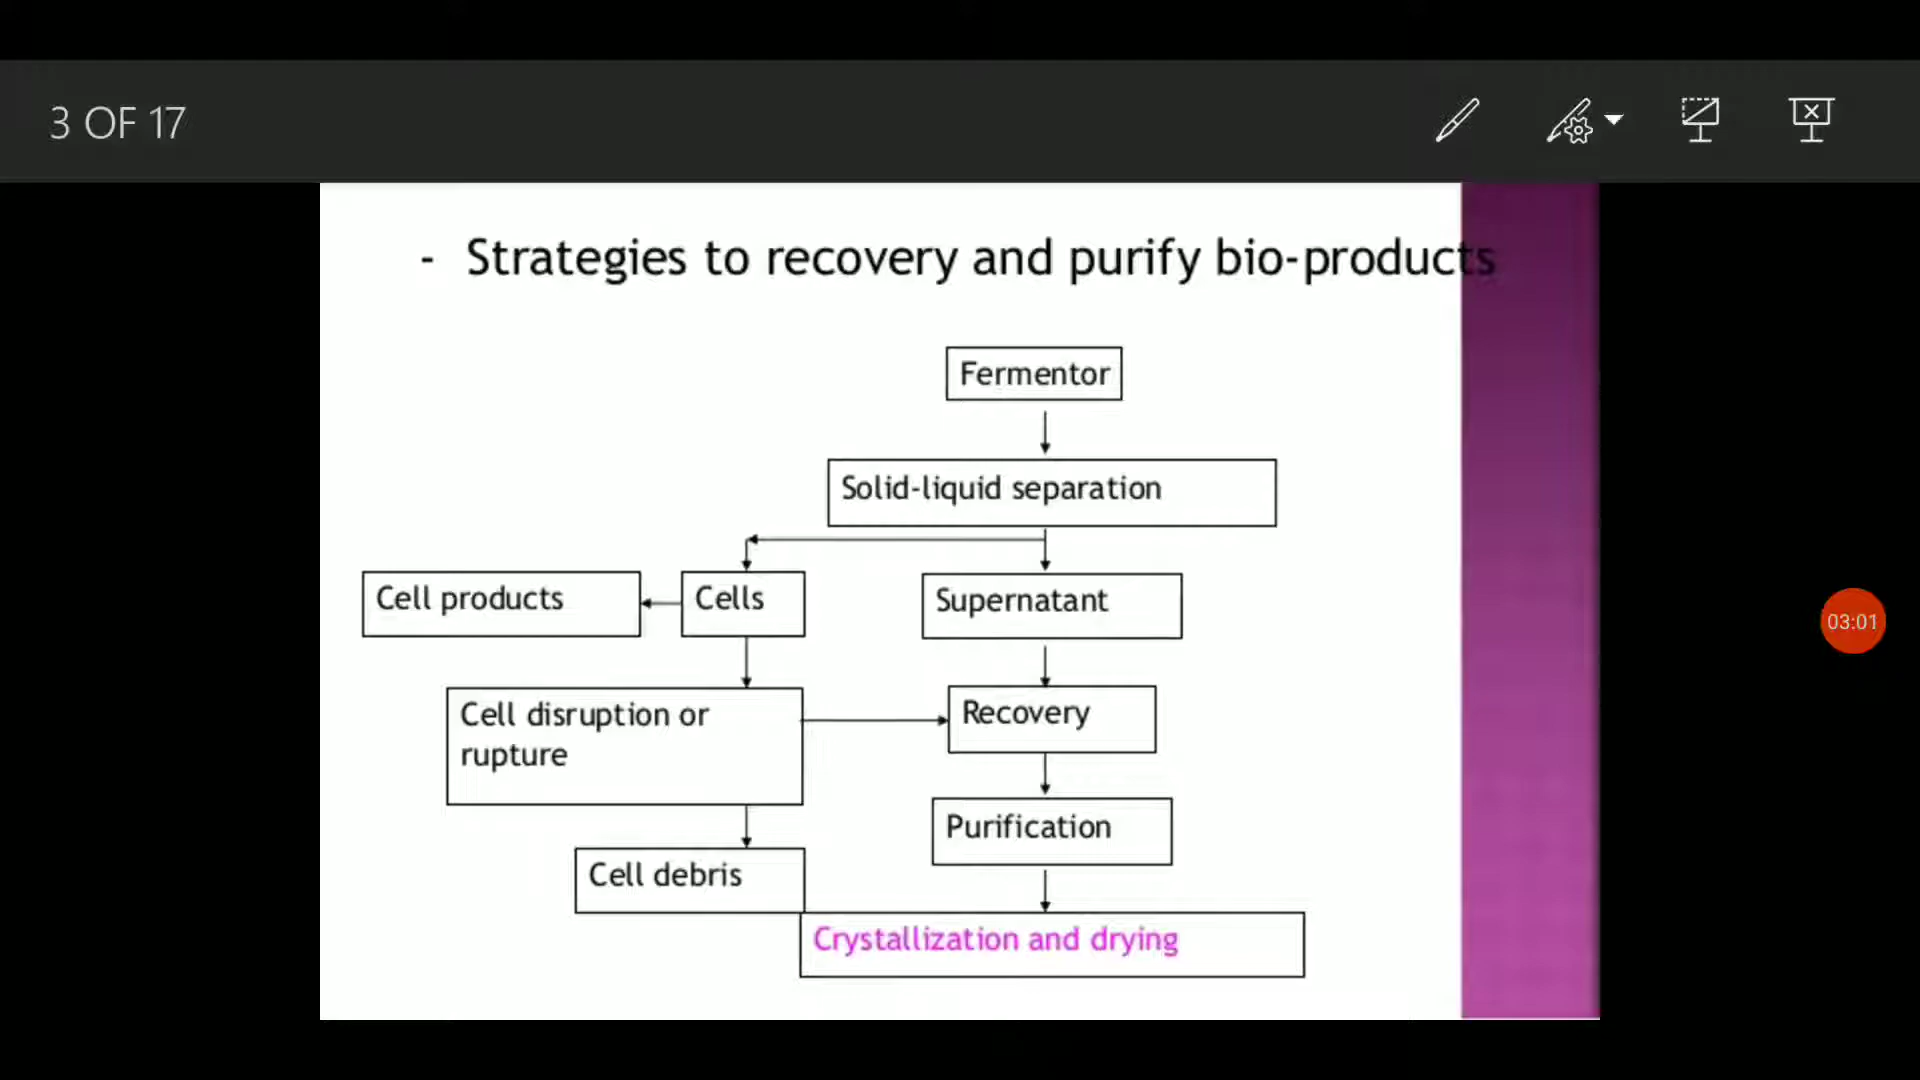 3 OF 17
- Strategies to recovery and purify bio-products
Fermentor
Solid-liquid separation
Cell products
Cells
Supernatant
Cell disruption or
rupture
Recovery
Purification
Cell debris
Crystallization and drying
03:01